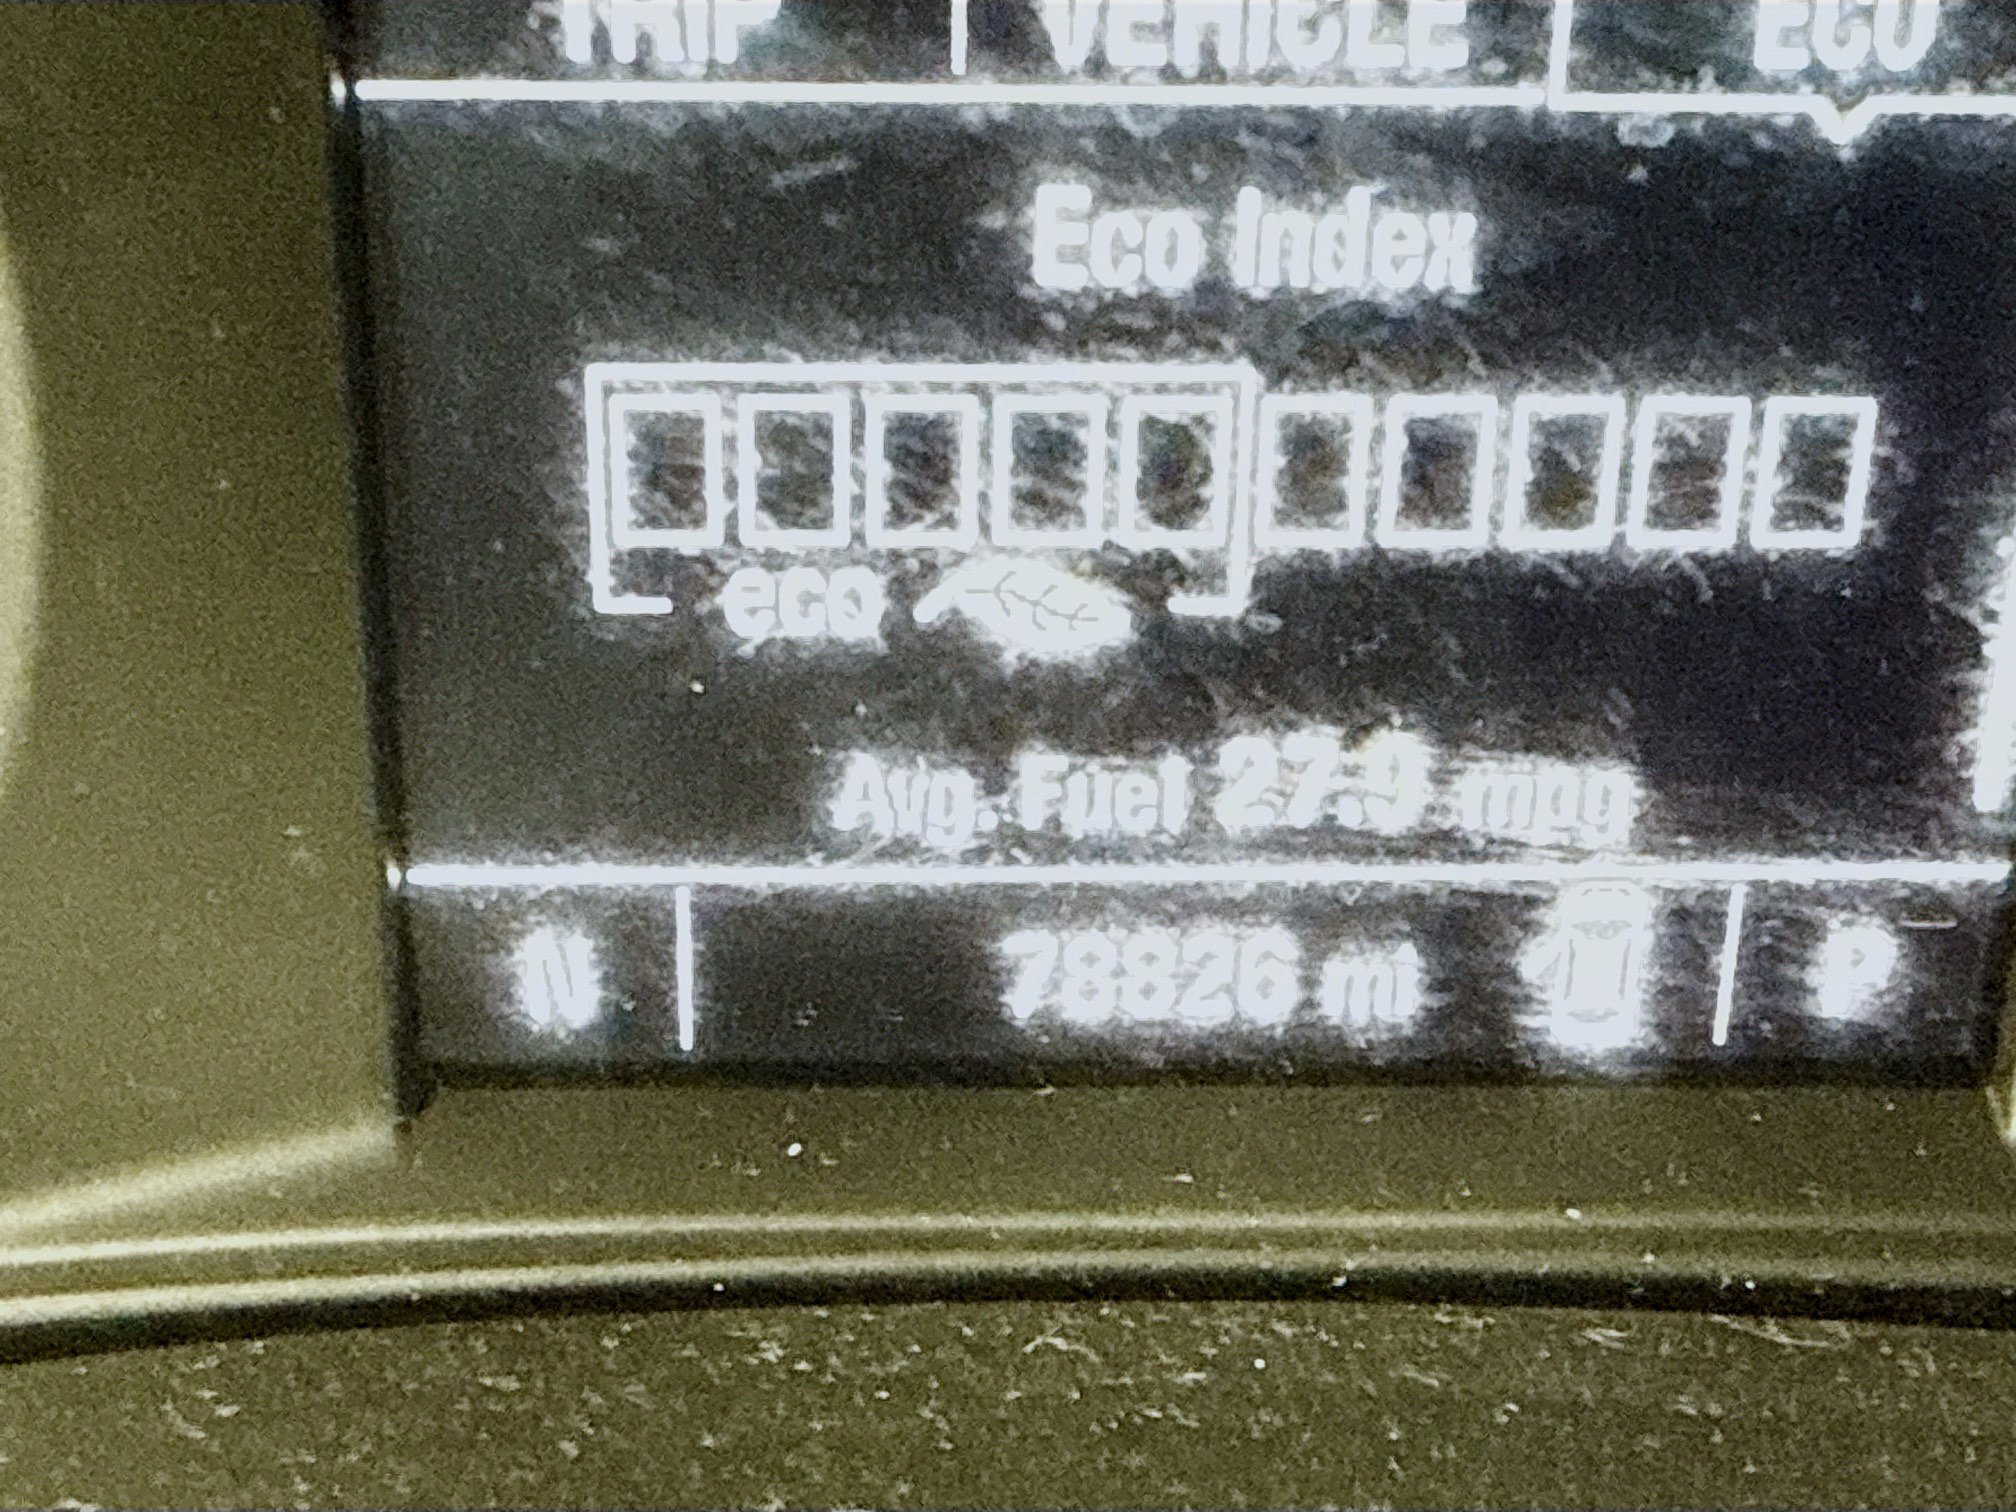 TRIP VEHICLE ECO
Eco Index
eco
Avg. Fuel 27.9 mpg
N 78826 mi P